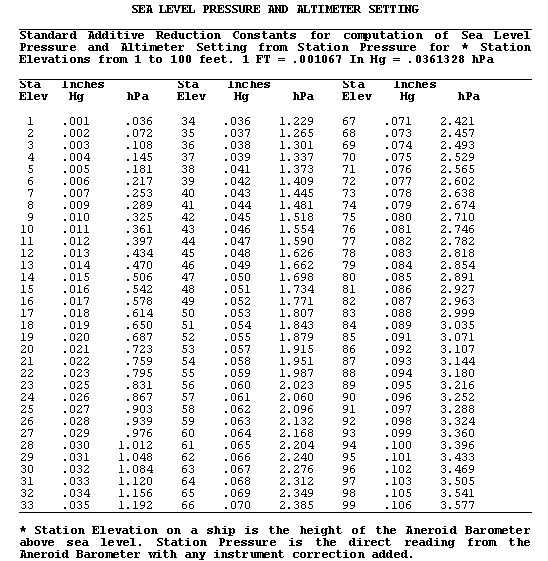 SEA LEVEL PRESSURE AND ALTIMETER SETTING
Standard Additive Reduction Constants for computation of Sea Level
Pressure and Altimeter Setting from Station Pressure for * Station
Elevations from 1 to 100 feet. 1 FT = .001067 In Hg = .0361328 hPa
Sta Inches Sta Inches Sta Inches
Elev Hg hPa Elev Hg hPa Elev Hg hPa
1 .001 .036 34 .036 1.229 67 .071 2.421
2 .002 .072 35 .037 1.265 68 .073 2.457
3 .003 .108 36 .038 1.301 69 .074 2.493
4 .004 .145 37 .039 1.337 70 .075 2.529
5 .005 .181 38 .041 1.373 71 .076 2.565
6 .006 .217 39 .042 1.409 72 .077 2.602
7 .007 .253 40 .043 1.445 73 .078 2.638
8 .009 .289 41 .044 1.481 74 .079 2.674
9 .010 .325 42 .045 1.518 75 .080 2.710
10 .011 .361 43 .046 1.554 76 .081 2.746
11 .012 .397 44 .047 1.590 77 .082 2.782
12 .013 .434 45 .048 1.626 78 .083 2.818
13 .014 .470 46 .049 1.662 79 .084 2.854
14 .015 .506 47 .050 1.698 80 .085 2.891
15 .016 .542 48 .051 1.734 81 .086 2.927
16 .017 .578 49 .052 1.771 82 .087 2.963
17 .018 .614 50 .053 1.807 83 .088 2.999
18 .019 .650 51 .054 1.843 84 .089 3.035
19 .020 .687 52 .055 1.879 85 .091 3.071
20 .021 .723 53 .057 1.915 86 .092 3.107
21 .022 .759 54 .058 1.951 87 .093 3.144
22 .023 .795 55 .059 1.987 88 .094 3.180
23 .025 .831 56 .060 2.023 89 .095 3.216
24 .026 .867 57 .061 2.060 90 .096 3.252
25 .027 .903 58 .062 2.096 91 .097 3.288
26 .028 .939 59 .063 2.132 92 .098 3.324
27 .029 .976 60 .064 2.168 93 .099 3.360
28 .030 1.012 61 .065 2.204 94 .100 3.396
29 .031 1.048 62 .066 2.240 95 .101 3.433
30 .032 1.084 63 .067 2.276 96 .102 3.469
31 .033 1.120 64 .068 2.312 97 .103 3.505
32 .034 1.156 65 .069 2.349 98 .105 3.541
33 .035 1.192 66 .070 2.385 99 .106 3.577
* Station Elevation on a ship is the height of the Aneroid Barometer
above sea level. Station Pressure is the direct reading from the
Aneroid Barometer with any instrument correction added.